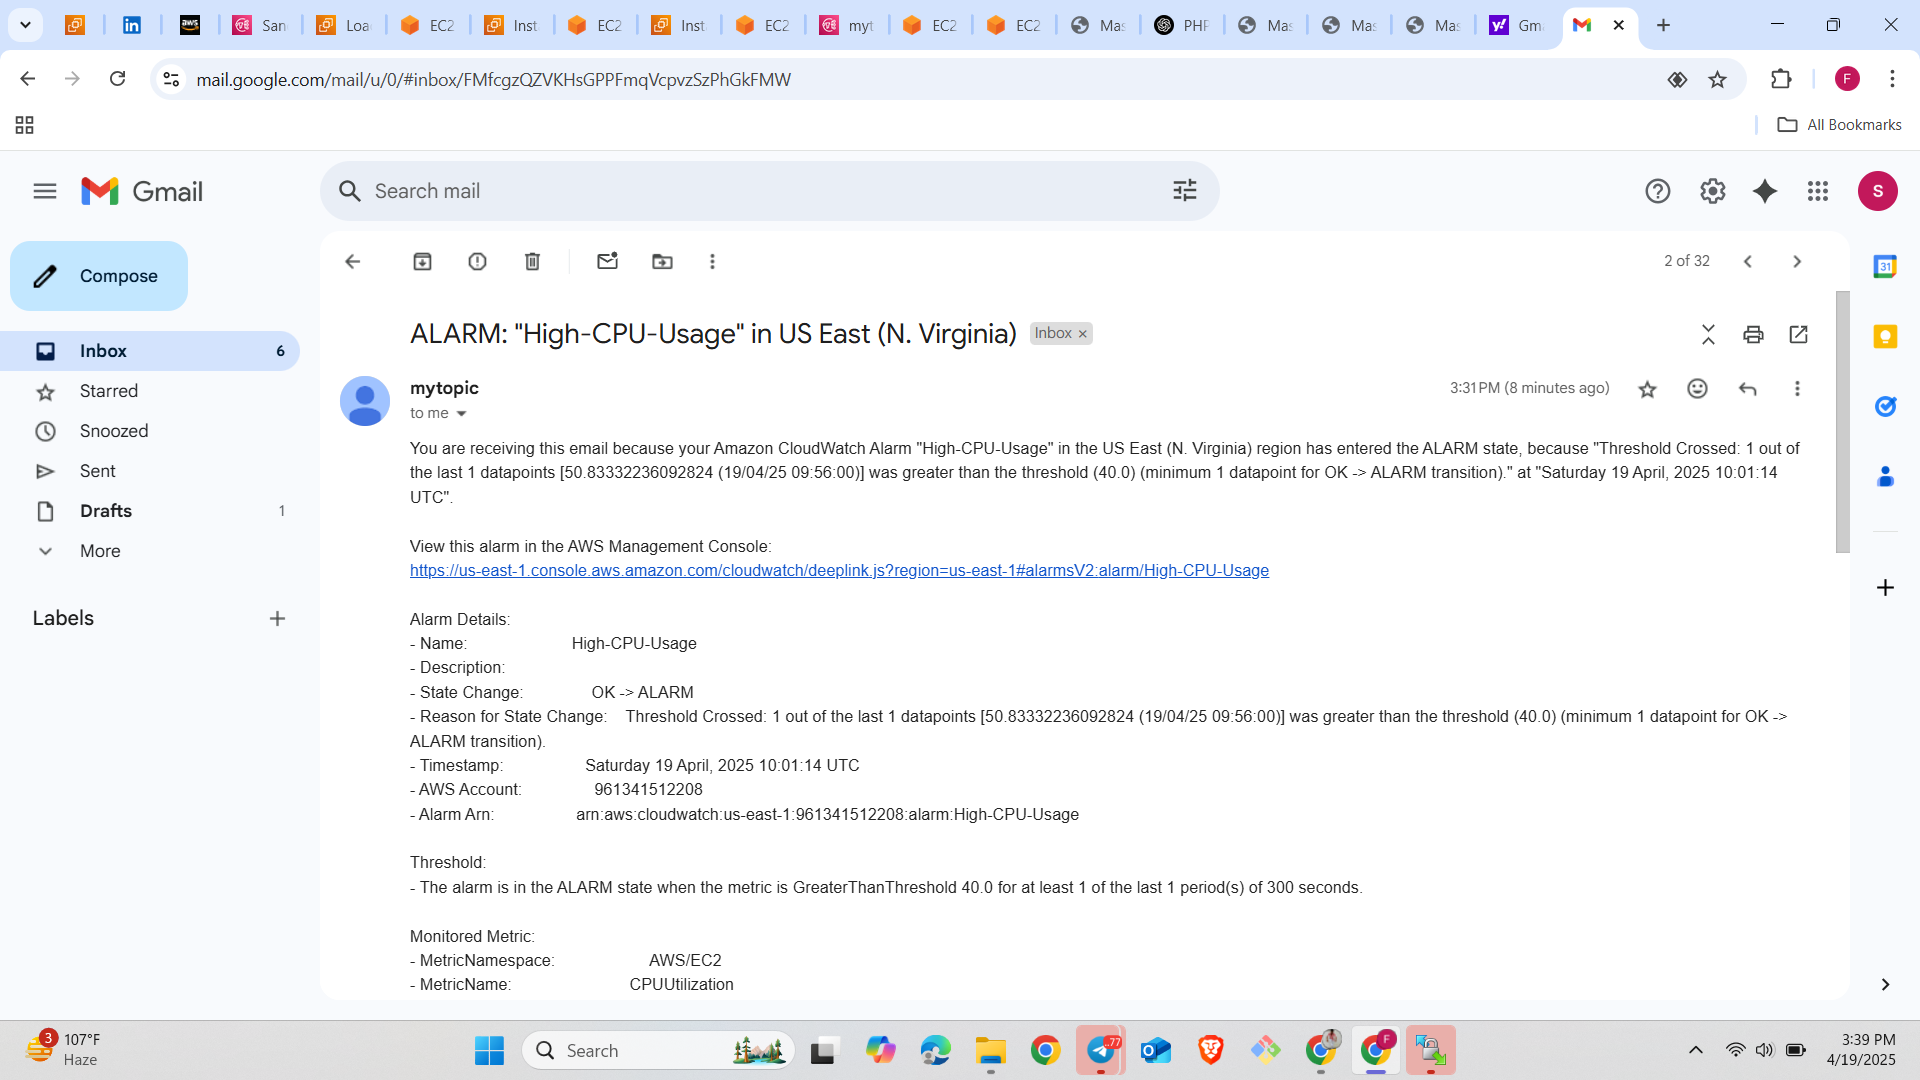 San
Loa
EC2
Inst
EC2
Inst
EC2
myt
EC2
EC2
Mas
PHP
Mas
Mas
Mas
Gma
mail.google.com/mail/u/0/#inbox/FMfcgzQZVKHsGPPFmqVcpvzSzPhGkFMW
F
All Bookmarks
Gmail
Search mail
S
Compose
2 of 32
Inbox 6
Starred
Snoozed
Sent
Drafts 1
More
Labels
ALARM: "High-CPU-Usage" in US East (N. Virginia) Inbox
mytopic 3:31 PM (8 minutes ago)
to me
You are receiving this email because your Amazon CloudWatch Alarm "High-CPU-Usage" in the US East (N. Virginia) region has entered the ALARM state, because "Threshold Crossed: 1 out of
the last 1 datapoints [50.83332236092824 (19/04/25 09:56:00)] was greater than the threshold (40.0) (minimum 1 datapoint for OK -> ALARM transition)." at "Saturday 19 April, 2025 10:01:14
UTC".
View this alarm in the AWS Management Console:
https://us-east-1.console.aws.amazon.com/cloudwatch/deeplink.js?region=us-east-1#alarmsV2:alarm/High-CPU-Usage
Alarm Details:
- Name: High-CPU-Usage
- Description:
- State Change: OK -> ALARM
- Reason for State Change: Threshold Crossed: 1 out of the last 1 datapoints [50.83332236092824 (19/04/25 09:56:00)] was greater than the threshold (40.0) (minimum 1 datapoint for OK ->
ALARM transition).
- Timestamp: Saturday 19 April, 2025 10:01:14 UTC
- AWS Account: 961341512208
- Alarm Arn: arn:aws:cloudwatch:us-east-1:961341512208:alarm:High-CPU-Usage
Threshold:
- The alarm is in the ALARM state when the metric is GreaterThanThreshold 40.0 for at least 1 of the last 1 period(s) of 300 seconds.
Monitored Metric:
- MetricNamespace: AWS/EC2
- MetricName: CPUUtilization
3
107°F
Haze
Search
.77
F
3:39 PM
4/19/2025